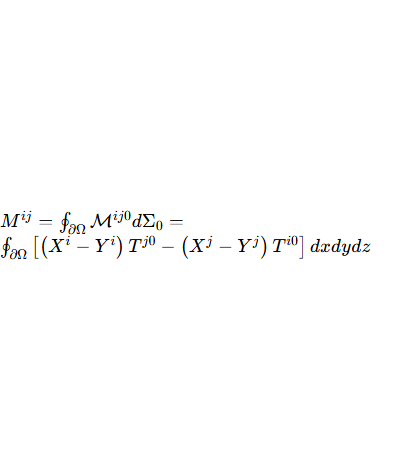 $M^{ij} = \oint_{\partial\Omega} \mathcal{M}^{ij0} d\Sigma_0 =$
$\oint_{\partial\Omega} \left[ \left( X^i - Y^i \right) T^{j0} - \left( X^j - Y^j \right) T^{i0} \right] dxdydz$